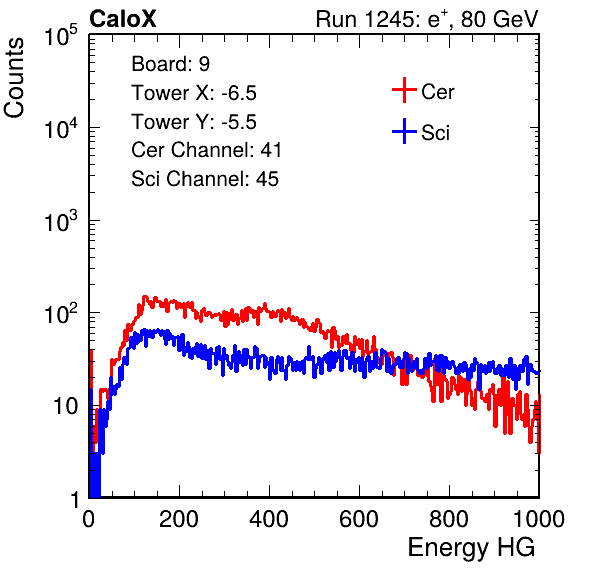 CaloX Run 1245: e+, 80 GeV
Board: 9
Tower X: -6.5
Tower Y: -5.5
Cer Channel: 41
Sci Channel: 45
Cer
Sci
Counts
10^5
10^4
10^3
10^2
10
1
0 200 400 600 800 1000
Energy HG